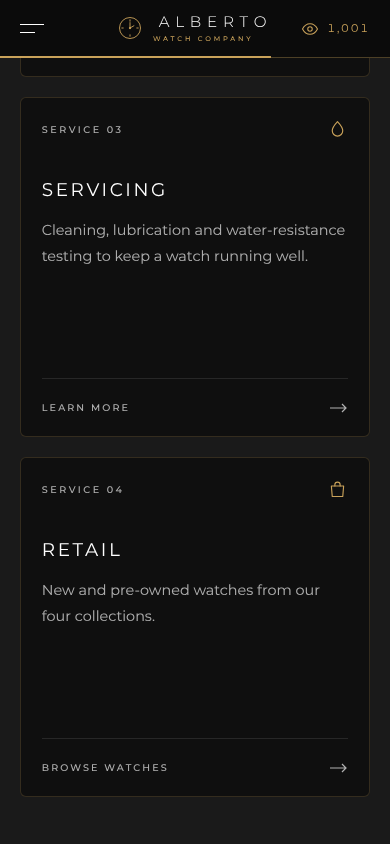 ALBERTO
WATCH COMPANY
1,001
SERVICE 03
SERVICING
Cleaning, lubrication and water-resistance
testing to keep a watch running well.
LEARN MORE
SERVICE 04
RETAIL
New and pre-owned watches from our
four collections.
BROWSE WATCHES